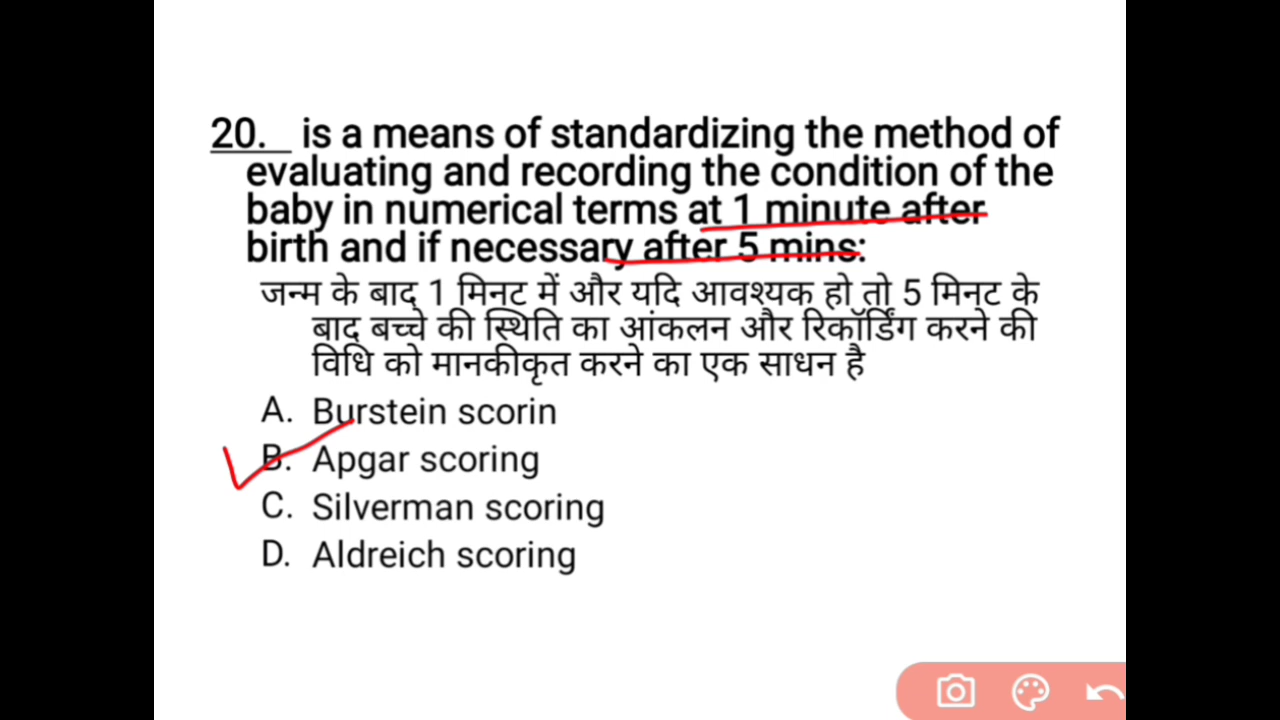 20.__ is a means of standardizing the method of
evaluating and recording the condition of the
baby in numerical terms at 1 minute after
birth and if necessary after 5 mins:
जन्म के बाद 1 मिनट में और यदि आवश्यक हो तो 5 मिनट के
बाद बच्चे की स्थिति का आंकलन और रिकॉर्डिंग करने की
विधि को मानकीकृत करने का एक साधन है
A. Burstein scorin
B. Apgar scoring
C. Silverman scoring
D. Aldreich scoring